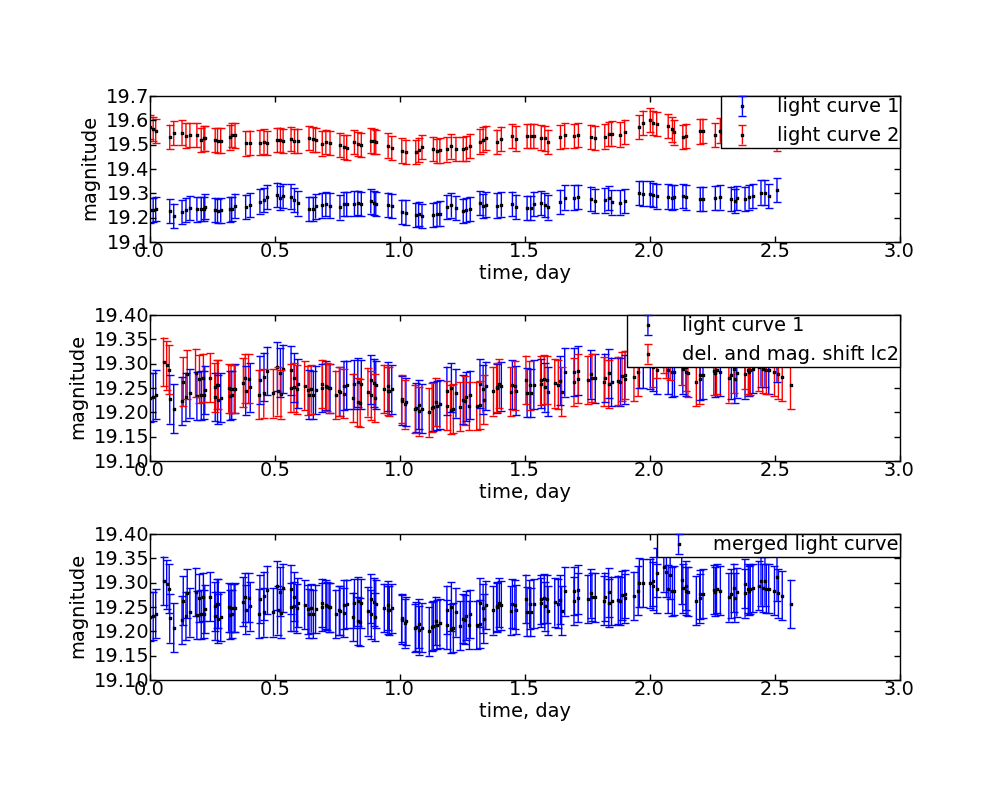 19.7
19.6
19.5
19.4
19.3
19.2
19.1
magnitude
light curve 1
light curve 2
0.0 0.5 1.0 1.5 2.0 2.5 3.0
time, day
19.40
19.35
19.30
19.25
19.20
19.15
19.10
magnitude
light curve 1
del. and mag. shift lc2
0.0 0.5 1.0 1.5 2.0 2.5 3.0
time, day
19.40
19.35
19.30
19.25
19.20
19.15
19.10
magnitude
merged light curve
0.0 0.5 1.0 1.5 2.0 2.5 3.0
time, day